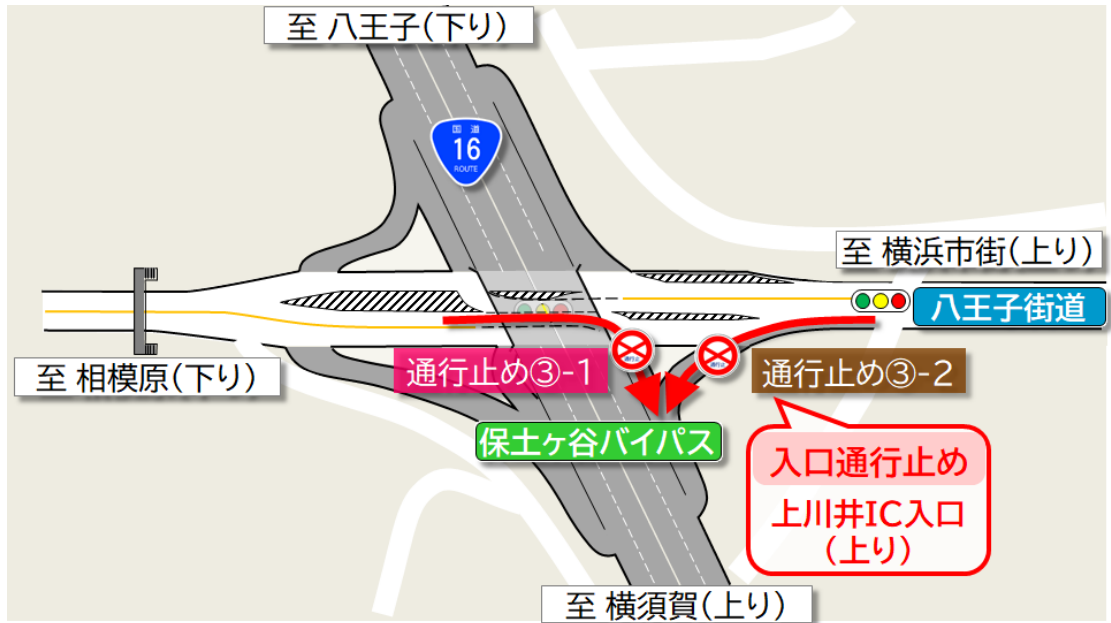 至 八王子(下り)
国道
16
ROUTE
至 横浜市街(上り)
八王子街道
至 相模原(下り)
通行止め③-1
通行止め③-2
保土ヶ谷バイパス
入口通行止め
上川井IC入口
(上り)
至 横須賀(上り)